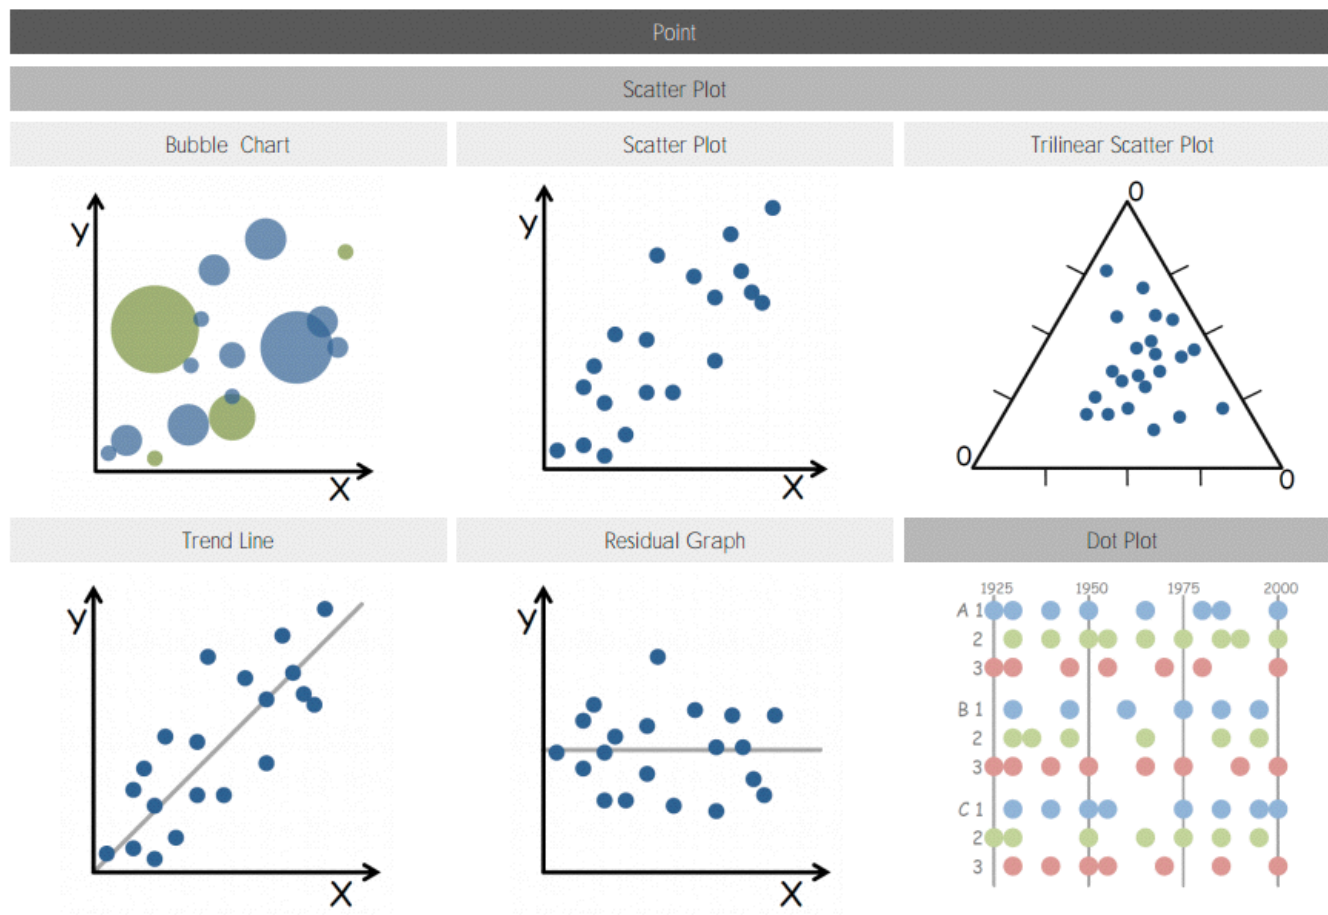 Point
Scatter Plot
Bubble Chart
Scatter Plot
Trilinear Scatter Plot
y
X
y
X
0
0
0
Trend Line
Residual Graph
Dot Plot
y
X
y
X
1925 1950 1975 2000
A 1
2
3
B 1
2
3
C 1
2
3